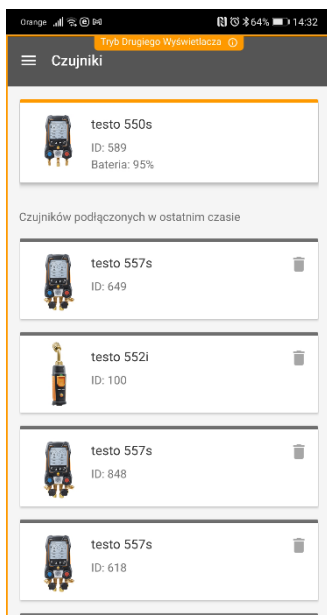 Orange 64% 14:32
Tryb Drugiego Wyświetlacza
Czujniki
testo 550s
ID: 589
Bateria: 95%
Czujników podłączonych w ostatnim czasie
testo 557s
ID: 649
testo 552i
ID: 100
testo 557s
ID: 848
testo 557s
ID: 618